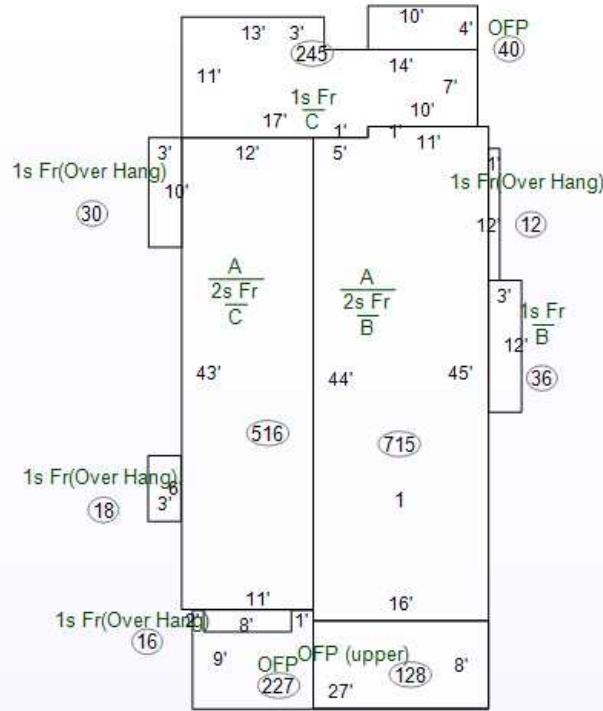 10'
13' 3' 4' OFP
245 40
14'
11' 7'
1s Fr
C
10'
17' 1' 1' 11'
3' 12' 5'
1s Fr(Over Hang) 1' 1s Fr(Over Hang)
10'
30 12' 12
A A
2s Fr 2s Fr
C B
3' 1s Fr
B
12'
43' 44' 45' 36
516 715
1s Fr(Over Hang) 6
3' 1
18
11' 16'
1s Fr(Over Hang) 2' 8' 1'
16
9' OFP OFP (upper) 8'
227 27' 128